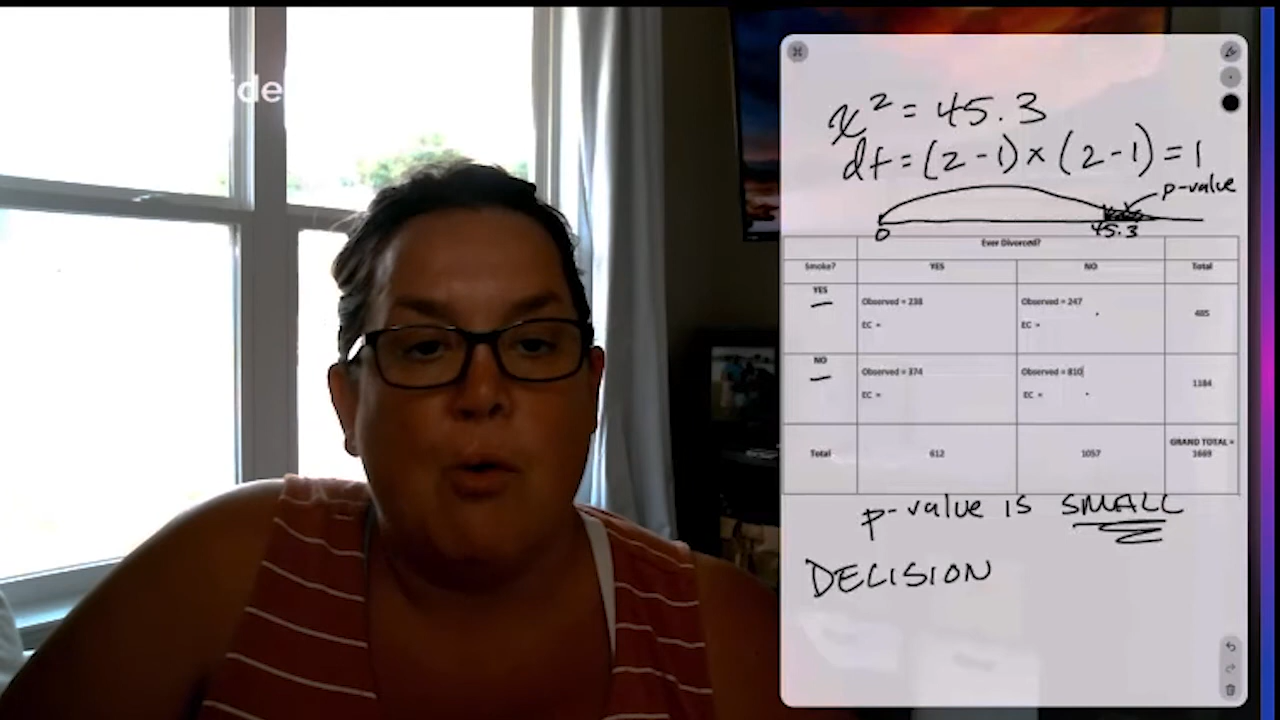 ide
χ² = 45.3
df = (2-1) × (2-1) = 1
p-value
0
45.3
Ever Divorced?
Smoke?
YES
NO
Total
YES
Observed = 238
Observed = 247
485
EC =
EC =
NO
Observed = 374
Observed = 810
1184
EC =
EC =
Total
612
1057
GRAND TOTAL =
1669
p-value is SMALL
DECISION